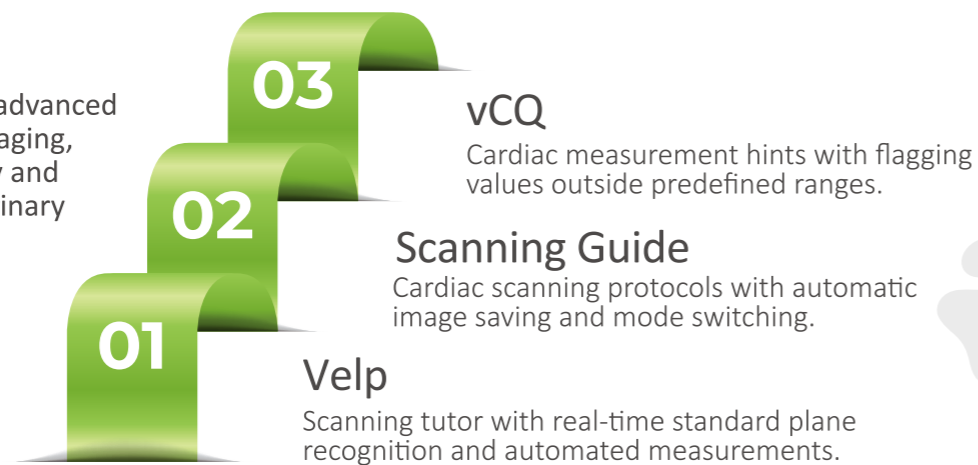 advanced
aging,
and
inary
03
vCQ
Cardiac measurement hints with flagging
values outside predefined ranges.
02
Scanning Guide
Cardiac scanning protocols with automatic
image saving and mode switching.
01
Velp
Scanning tutor with real-time standard plane
recognition and automated measurements.